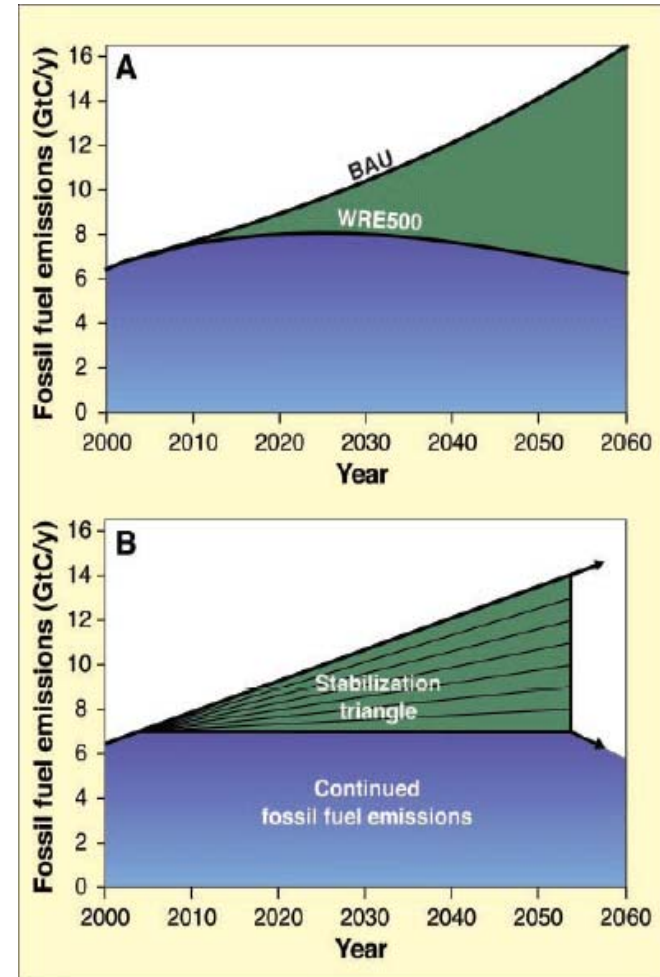 A
Fossil fuel emissions (GtC/y)
16
14
12
10
8
6
4
2
0
BAU
WRE500
2000 2010 2020 2030 2040 2050 2060
Year
B
Fossil fuel emissions (GtC/y)
16
14
12
10
8
6
4
2
0
Stabilization
triangle
Continued
fossil fuel emissions
2000 2010 2020 2030 2040 2050 2060
Year